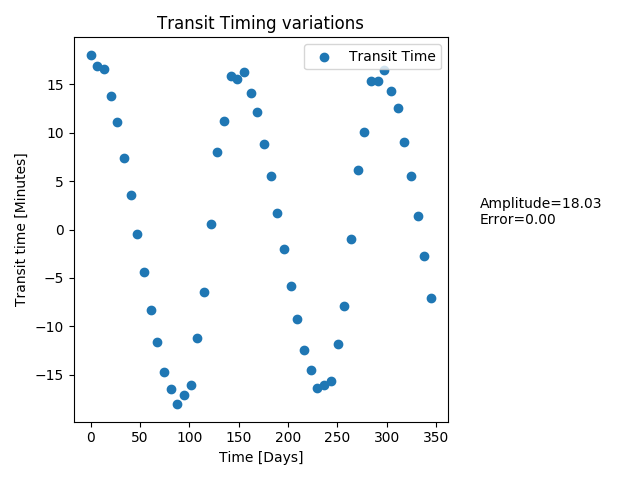 Transit Timing variations
Transit Time
Transit time [Minutes]
15
10
5
0
−5
−10
−15
0
50
100
150
200
250
300
350
Time [Days]
Amplitude=18.03
Error=0.00